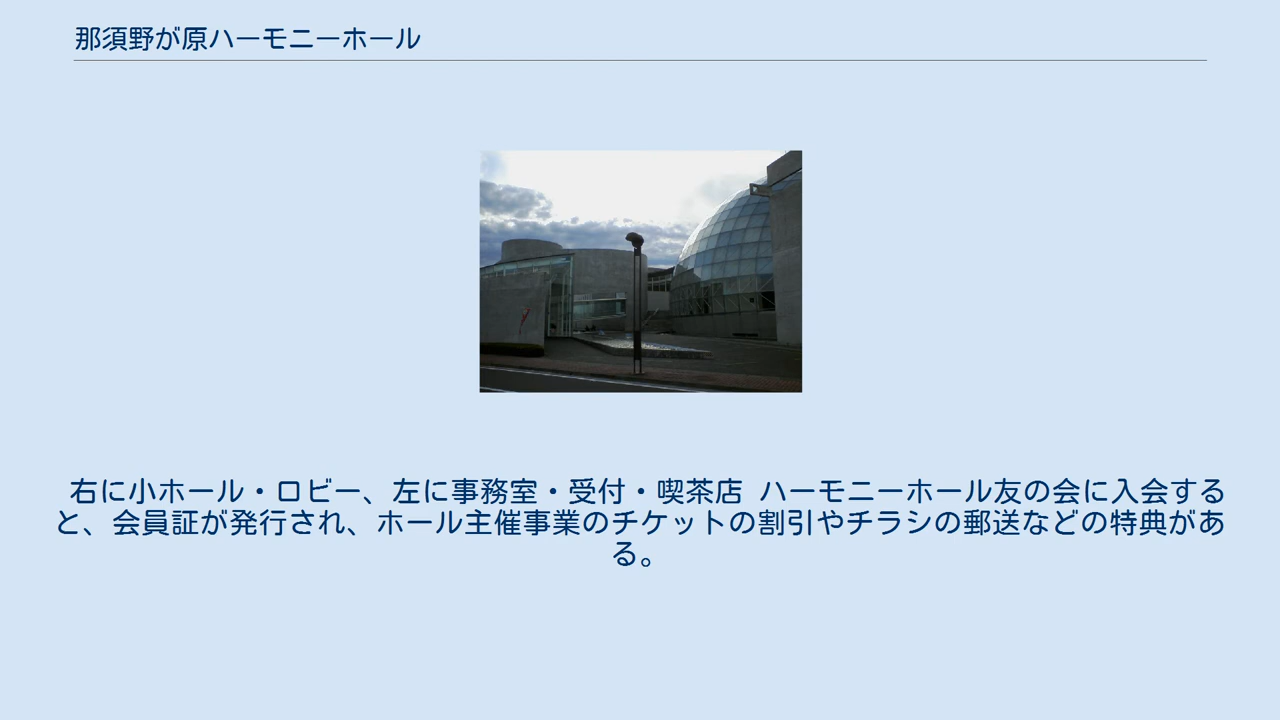 那須野が原ハーモニーホール
右に小ホール・ロビー、左に事務室・受付・喫茶店 ハーモニーホール友の会に入会する
と、会員証が発行され、ホール主催事業のチケットの割引やチラシの郵送などの特典があ
る。